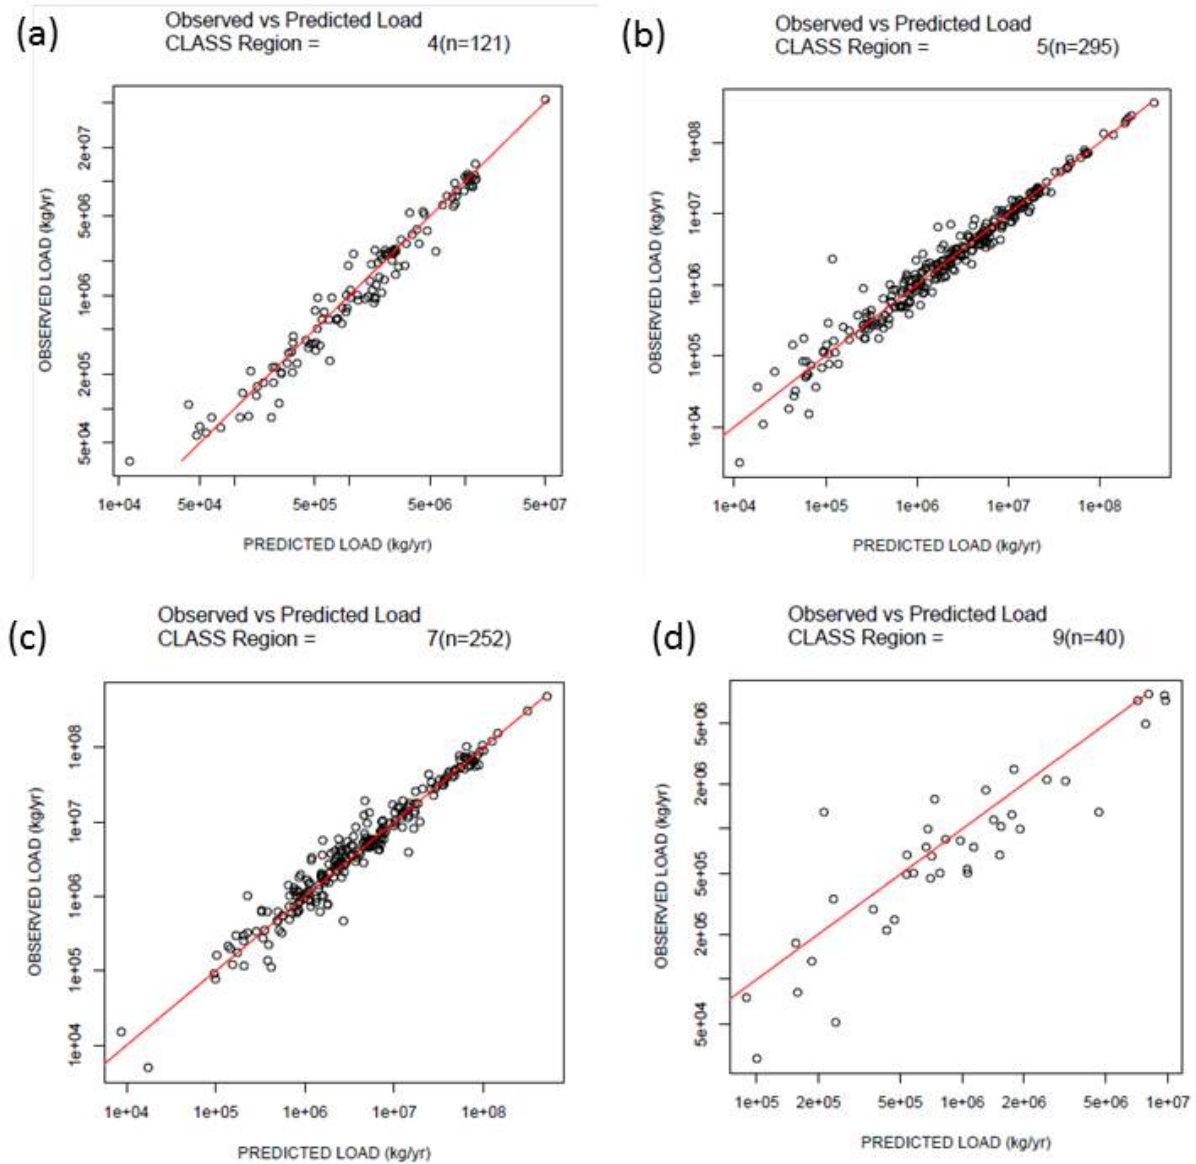 (a)
Observed vs Predicted Load
CLASS Region = 4(n=121)
OBSERVED LOAD (kg/yr)
5e+04 2e+05 1e+06 5e+06 2e+07
1e+04 5e+04 5e+05 5e+06 5e+07
PREDICTED LOAD (kg/yr)
(b)
Observed vs Predicted Load
CLASS Region = 5(n=295)
OBSERVED LOAD (kg/yr)
1e+04 1e+05 1e+06 1e+07 1e+08
1e+04 1e+05 1e+06 1e+07 1e+08
PREDICTED LOAD (kg/yr)
(c)
Observed vs Predicted Load
CLASS Region = 7(n=252)
OBSERVED LOAD (kg/yr)
1e+04 1e+05 1e+06 1e+07 1e+08
1e+04 1e+05 1e+06 1e+07 1e+08
PREDICTED LOAD (kg/yr)
(d)
Observed vs Predicted Load
CLASS Region = 9(n=40)
OBSERVED LOAD (kg/yr)
5e+04 2e+05 5e+05 2e+06 5e+06
1e+05 2e+05 5e+05 1e+06 2e+06 5e+06 1e+07
PREDICTED LOAD (kg/yr)